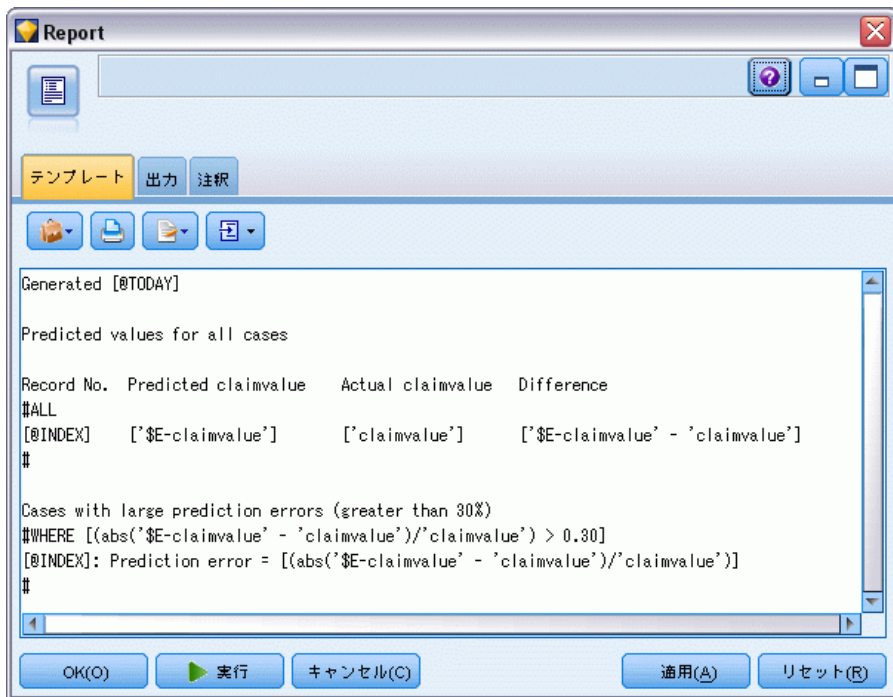 Report
テンプレート 出力 注釈
Generated [@TODAY]
Predicted values for all cases
Record No. Predicted claimvalue Actual claimvalue Difference
#ALL
[@INDEX] ['$E-claimvalue'] ['claimvalue'] ['$E-claimvalue' - 'claimvalue']
#
Cases with large prediction errors (greater than 30%)
#WHERE [(abs('$E-claimvalue' - 'claimvalue')/'claimvalue') > 0.30]
[@INDEX]: Prediction error = [(abs('$E-claimvalue' - 'claimvalue')/'claimvalue')]
#
OK(O) 実行 キャンセル(C) 適用(A) リセット(R)